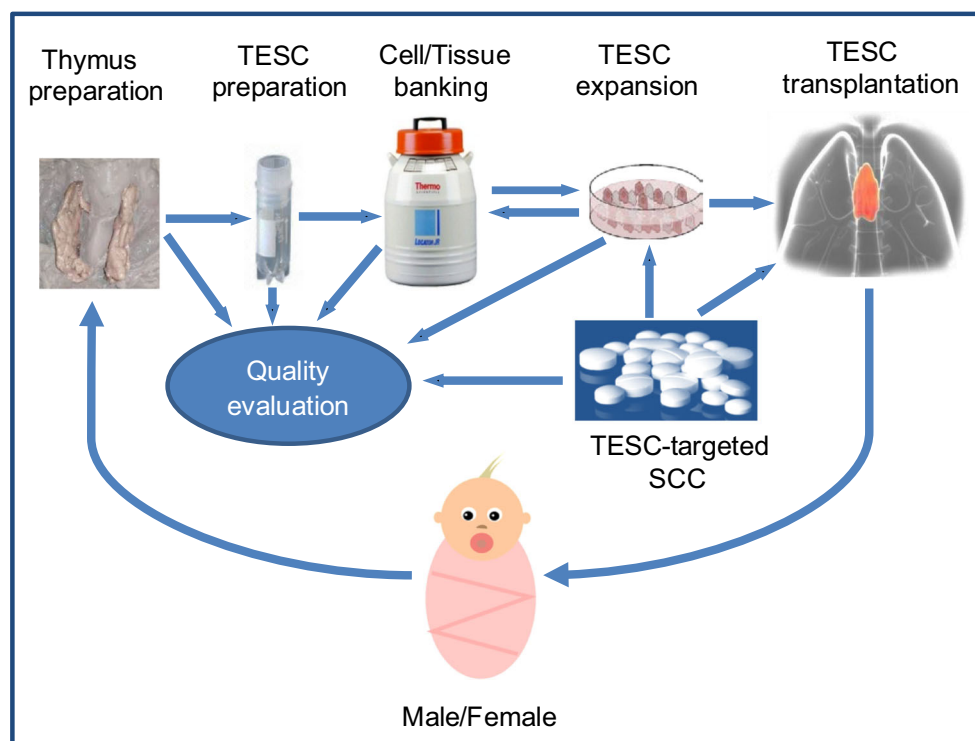 Thymus
preparation
TESC
preparation
Cell/Tissue
banking
TESC
expansion
TESC
transplantation
Thermo
Quality
evaluation
TESC-targeted
SCC
Male/Female